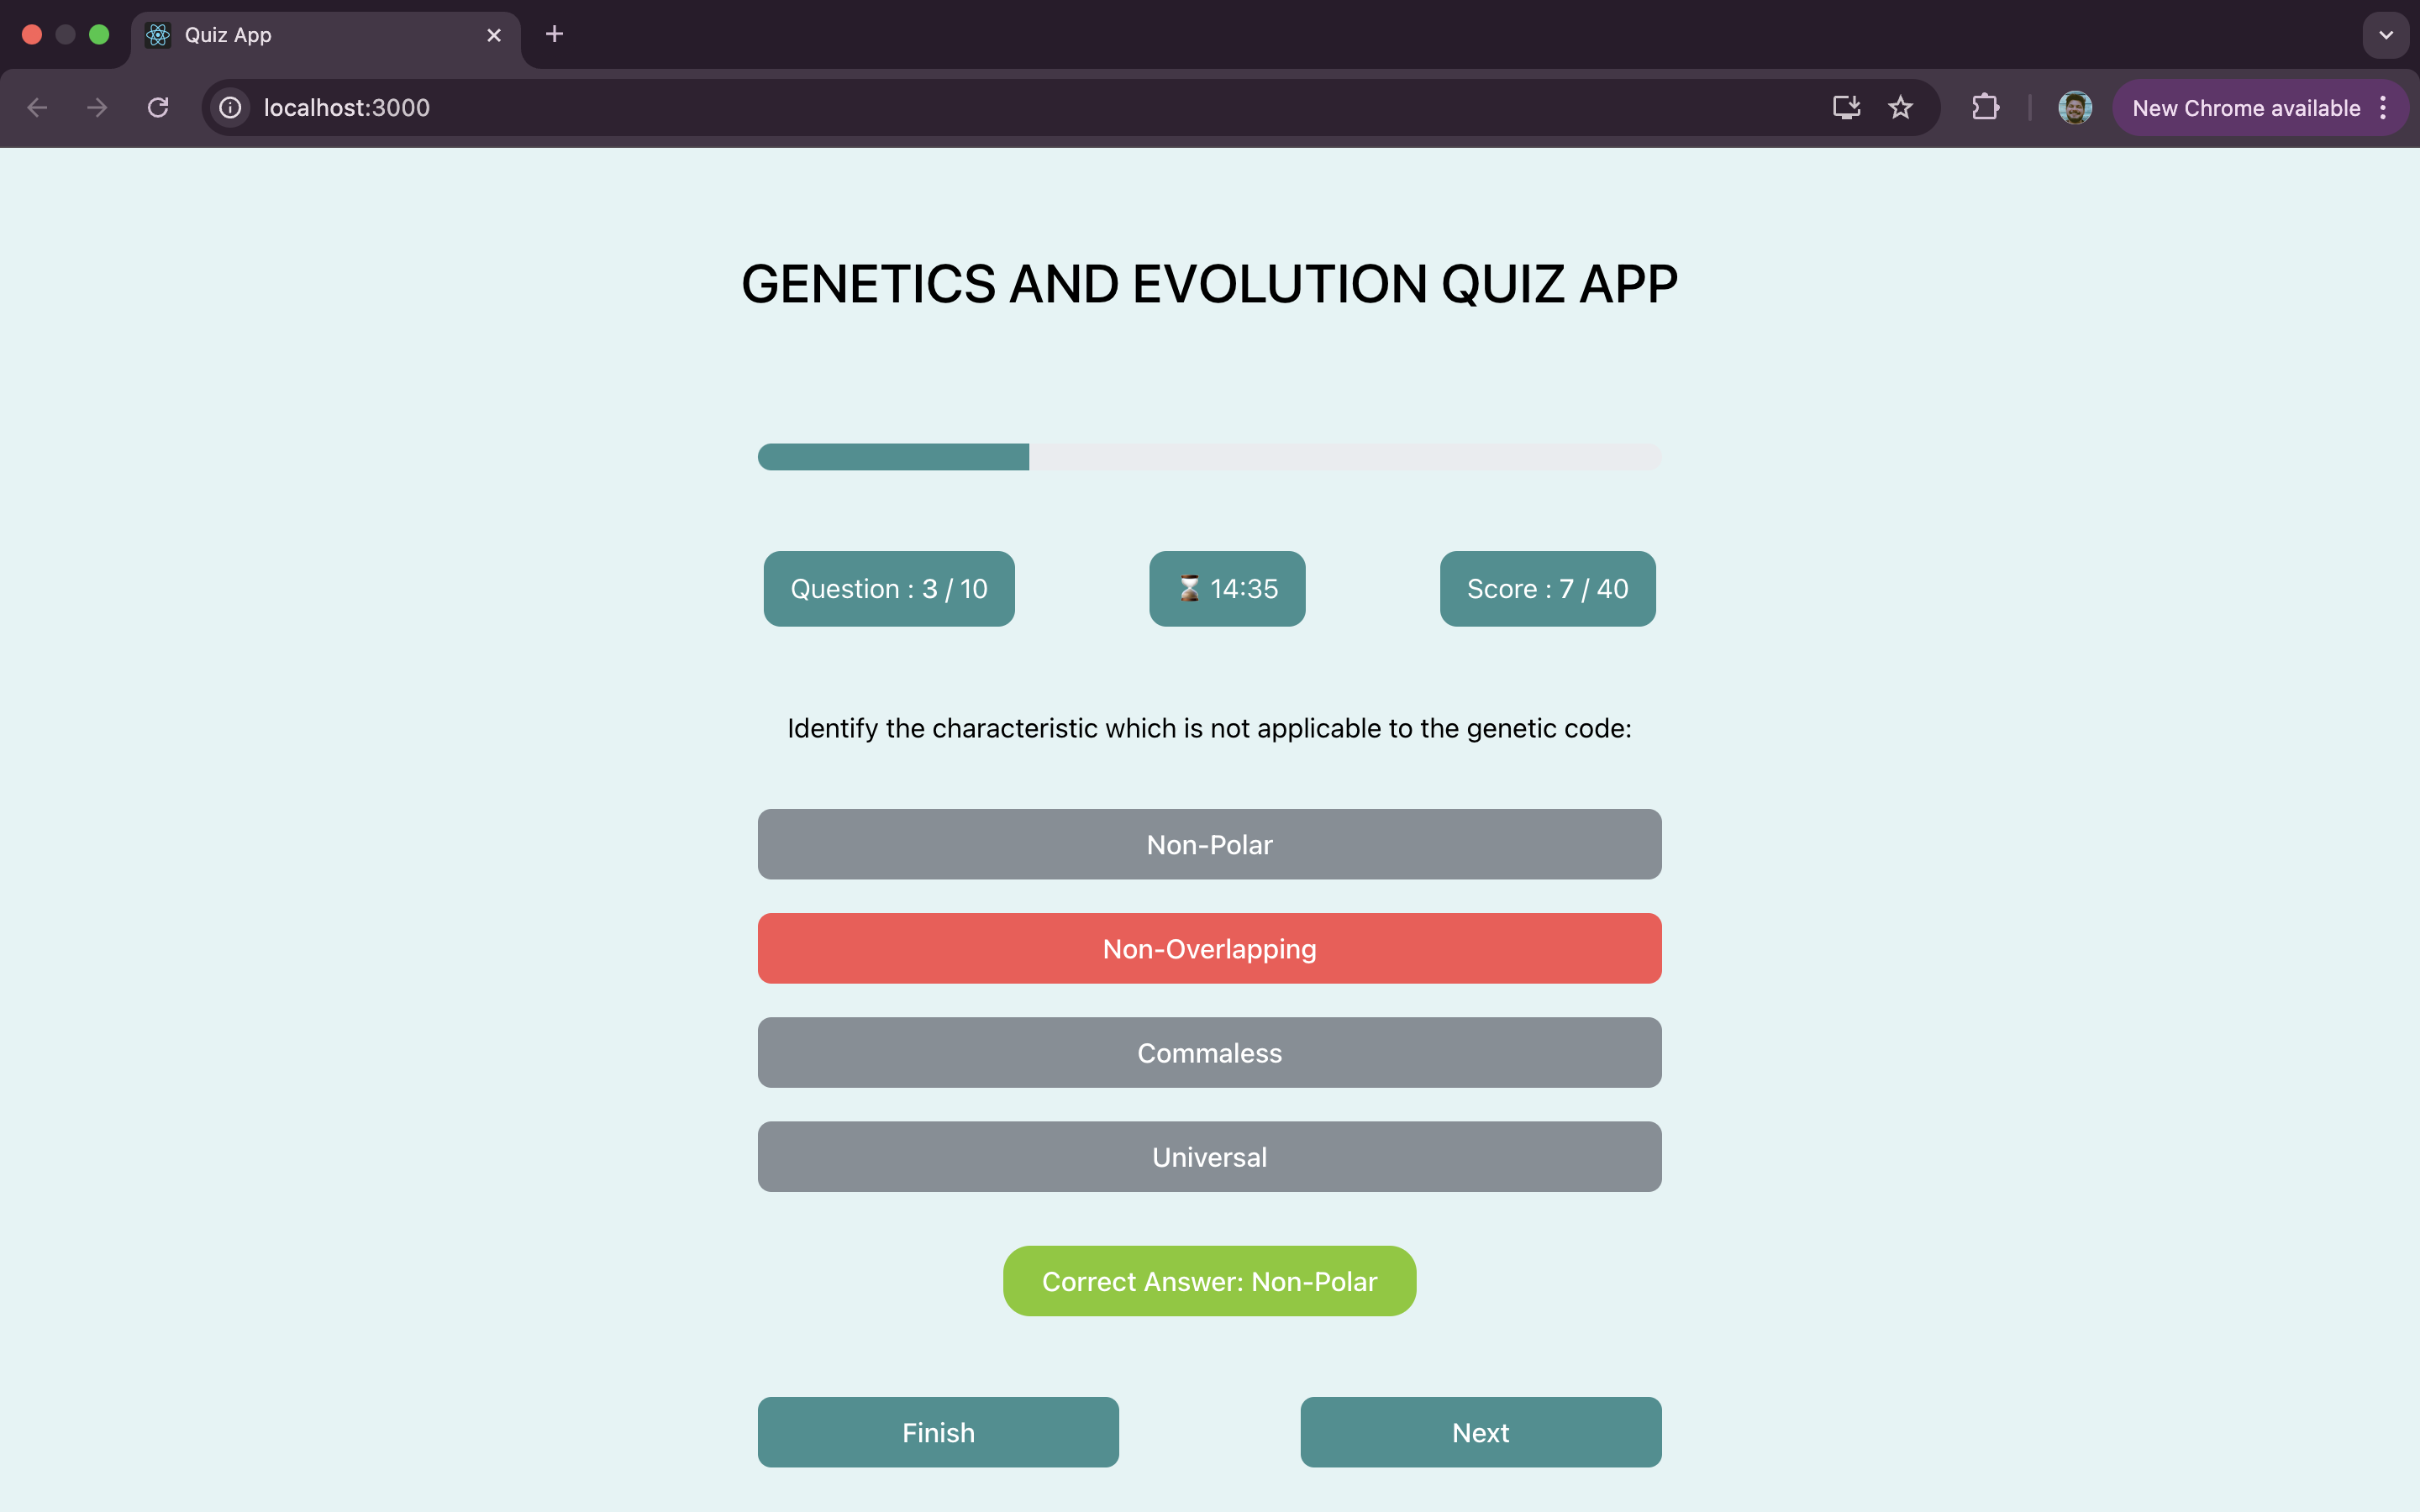 Quiz App
localhost:3000
New Chrome available
GENETICS AND EVOLUTION QUIZ APP
Question : 3 / 10
⏳ 14:35
Score : 7 / 40
Identify the characteristic which is not applicable to the genetic code:
Non-Polar
Non-Overlapping
Commaless
Universal
Correct Answer: Non-Polar
Finish
Next